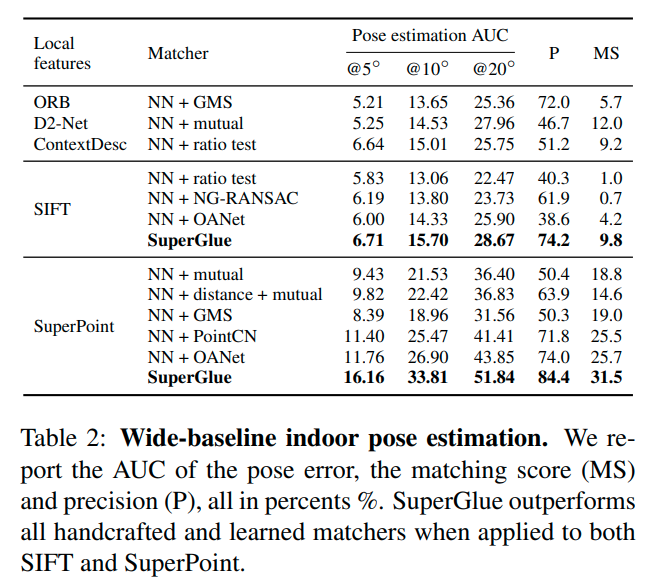 Local features Matcher Pose estimation AUC P MS
@5° @10° @20°
ORB NN + GMS 5.21 13.65 25.36 72.0 5.7
D2-Net NN + mutual 5.25 14.53 27.96 46.7 12.0
ContextDesc NN + ratio test 6.64 15.01 25.75 51.2 9.2
SIFT
NN + ratio test 5.83 13.06 22.47 40.3 1.0
NN + NG-RANSAC 6.19 13.80 23.73 61.9 0.7
NN + OANet 6.00 14.33 25.90 38.6 4.2
SuperGlue 6.71 15.70 28.67 74.2 9.8
SuperPoint
NN + mutual 9.43 21.53 36.40 50.4 18.8
NN + distance + mutual 9.82 22.42 36.83 63.9 14.6
NN + GMS 8.39 18.96 31.56 50.3 19.0
NN + PointCN 11.40 25.47 41.41 71.8 25.5
NN + OANet 11.76 26.90 43.85 74.0 25.7
SuperGlue 16.16 33.81 51.84 84.4 31.5
Table 2: Wide-baseline indoor pose estimation. We re-
port the AUC of the pose error, the matching score (MS)
and precision (P), all in percents %. SuperGlue outperforms
all handcrafted and learned matchers when applied to both
SIFT and SuperPoint.